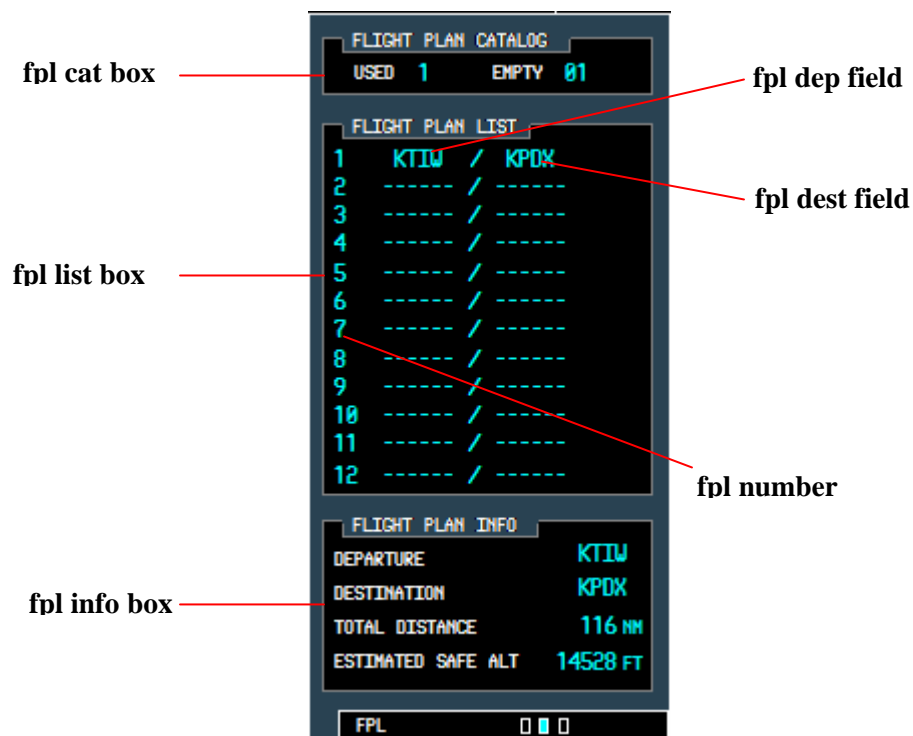 FLIGHT PLAN CATALOG
fpl cat box
USED 1 EMPTY 01
fpl dep field
FLIGHT PLAN LIST
1 KTIW / KPDX
2 ------ / ------
fpl dest field
3 ------ / ------
4 ------ / ------
fpl list box
5 ------ / ------
6 ------ / ------
7 ------ / ------
8 ------ / ------
9 ------ / ------
10 ------ / ------
11 ------ / ------
12 ------ / ------
fpl number
FLIGHT PLAN INFO
DEPARTURE KTIW
DESTINATION KPDX
fpl info box
TOTAL DISTANCE 116 NM
ESTIMATED SAFE ALT 14528 FT
FPL